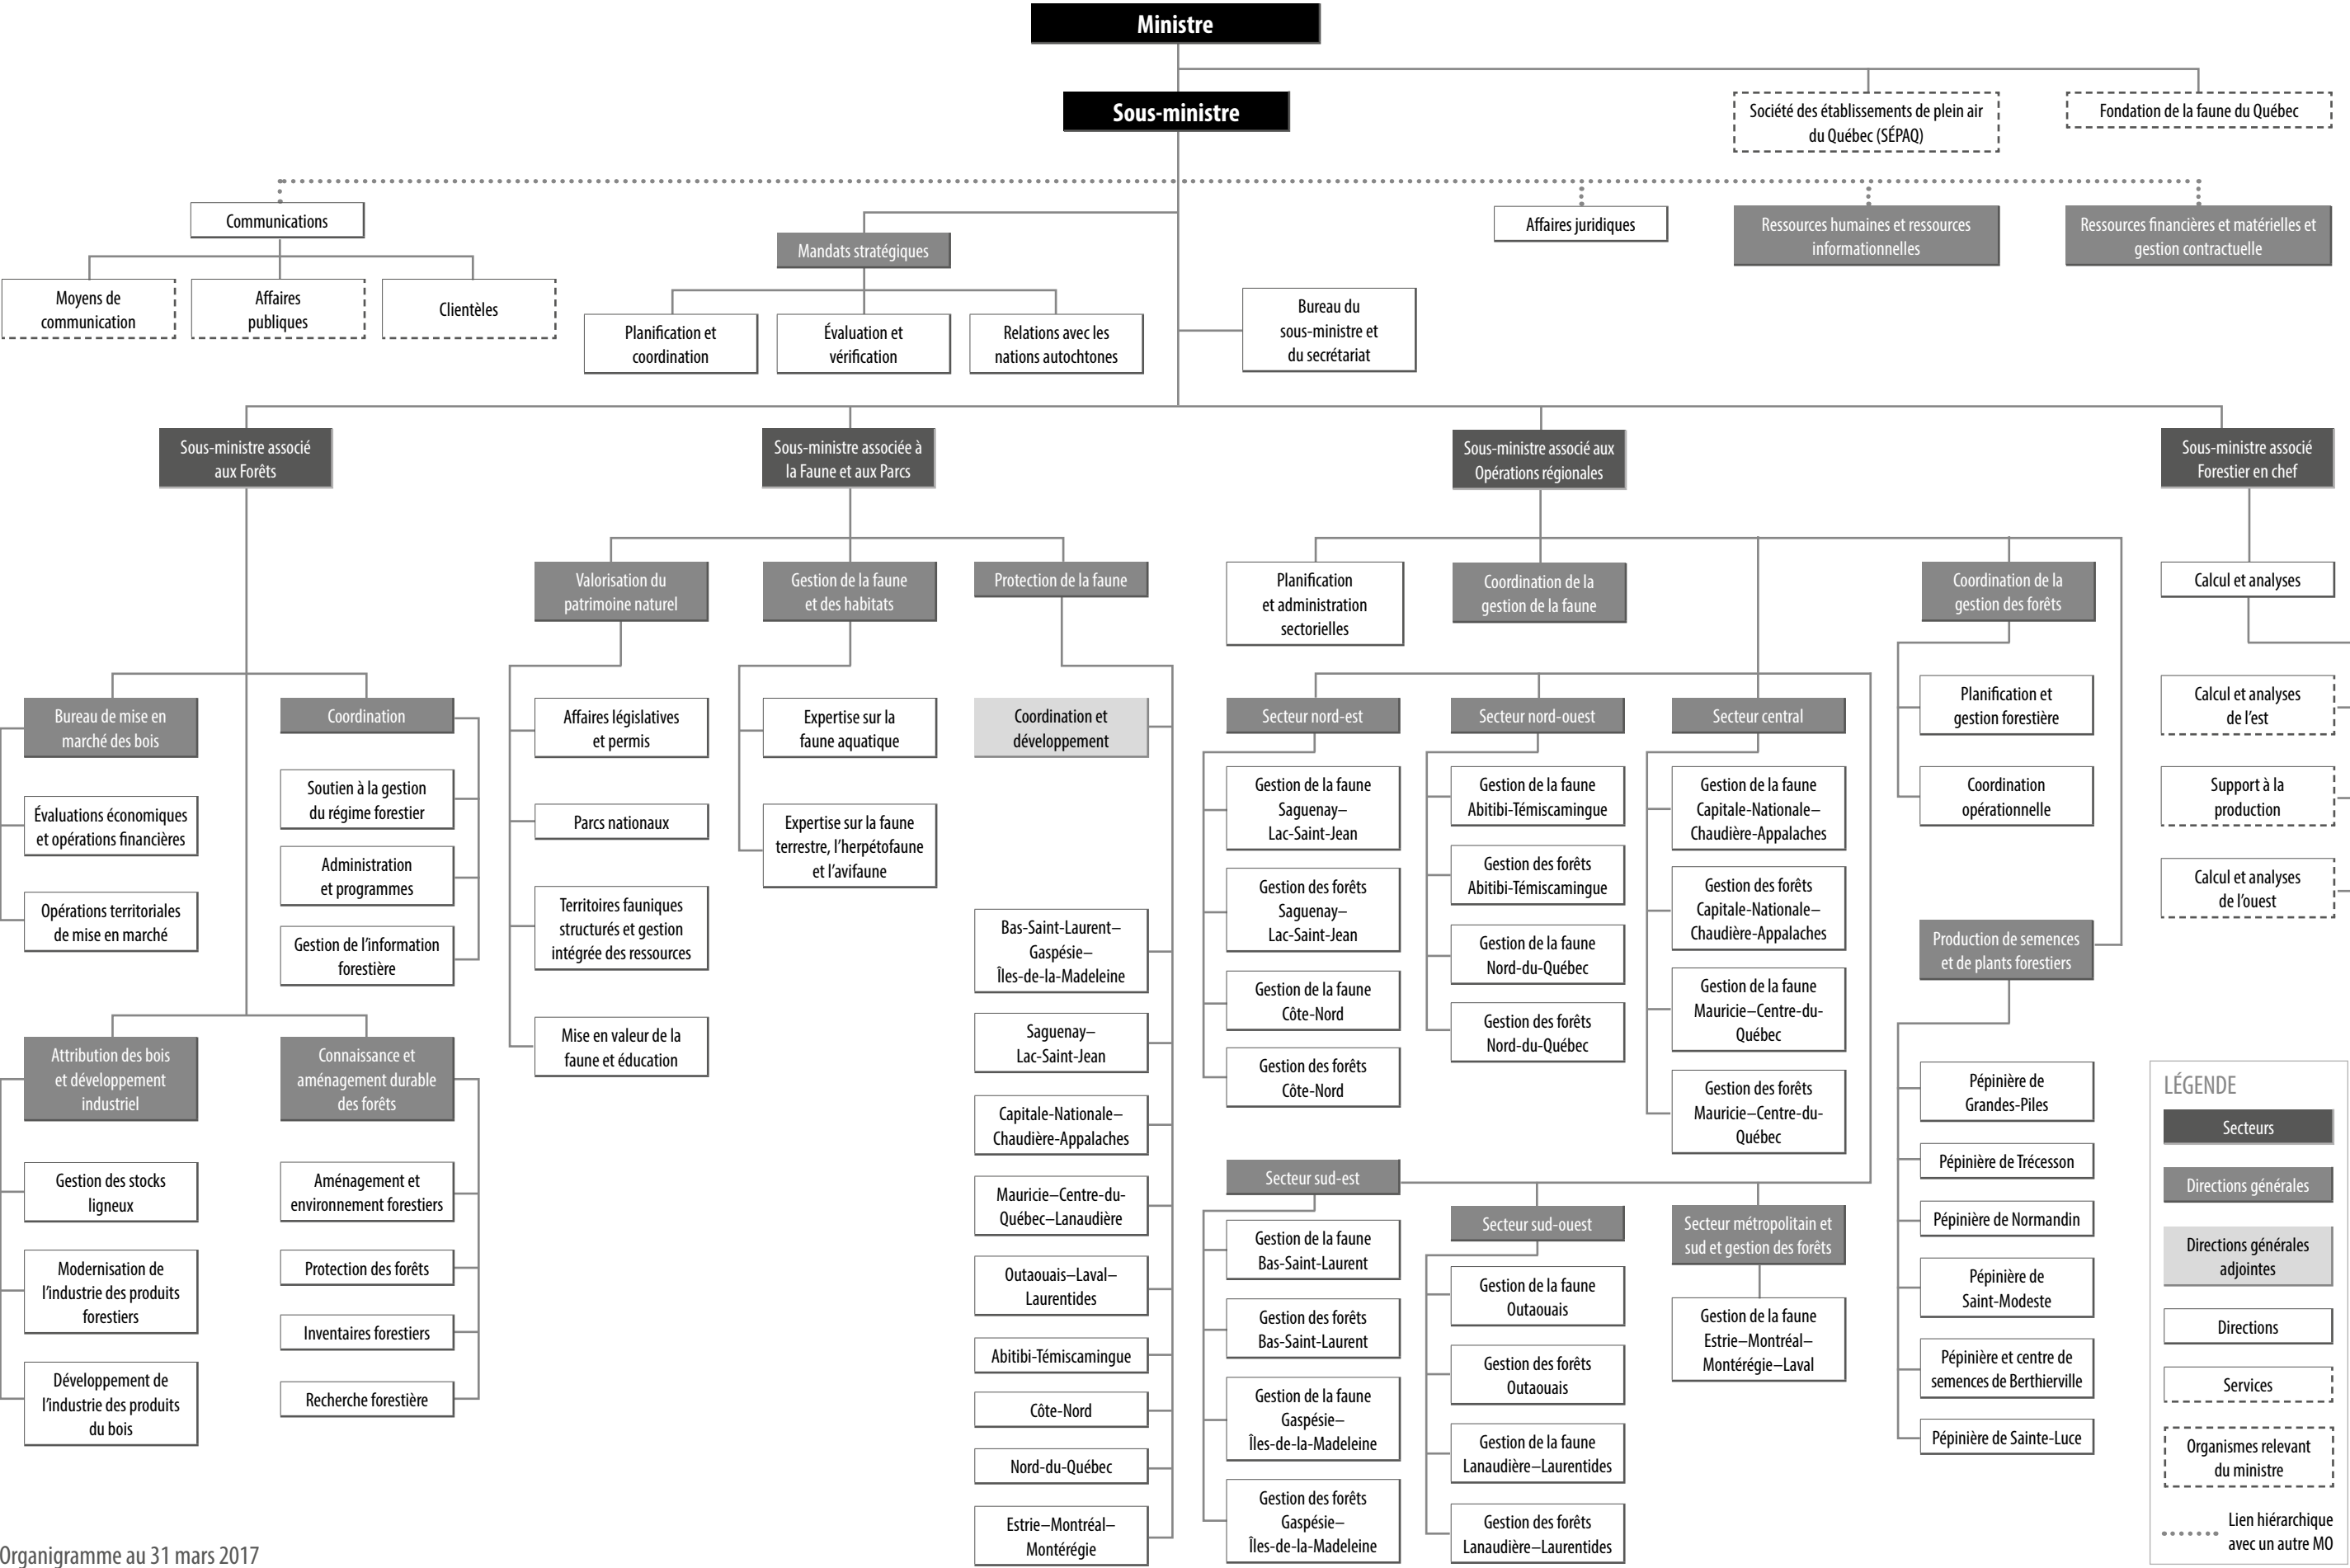 Ministre
Sous-ministre
Société des établissements de plein air
du Québec (SÉPAQ)
Fondation de la faune du Québec
Communications
Moyens de
communication
Affaires
publiques
Clientèles
Mandats stratégiques
Planification et
coordination
Évaluation et
vérification
Relations avec les
nations autochtones
Bureau du
sous-ministre et
du secrétariat
Affaires juridiques
Ressources humaines et ressources
informationnelles
Ressources financières et matérielles et
gestion contractuelle
Sous-ministre associé
aux Forêts
Sous-ministre associée à
la Faune et aux Parcs
Sous-ministre associé aux
Opérations régionales
Sous-ministre associé
Forestier en chef
Bureau de mise en
marché des bois
Évaluations économiques
et opérations financières
Opérations territoriales
de mise en marché
Coordination
Soutien à la gestion
du régime forestier
Administration
et programmes
Gestion de l'information
forestière
Attribution des bois
et développement
industriel
Gestion des stocks
ligneux
Modernisation de
l'industrie des produits
forestiers
Développement de
l'industrie des produits
du bois
Connaissance et
aménagement durable
des forêts
Aménagement et
environnement forestiers
Protection des forêts
Inventaires forestiers
Recherche forestière
Valorisation du
patrimoine naturel
Affaires législatives
et permis
Parcs nationaux
Territoires fauniques
structurés et gestion
intégrée des ressources
Mise en valeur de la
faune et éducation
Gestion de la faune
et des habitats
Expertise sur la
faune aquatique
Expertise sur la faune
terrestre, l'herpétofaune
et l'avifaune
Protection de la faune
Coordination et
développement
Bas-Saint-Laurent–
Gaspésie–
Îles-de-la-Madeleine
Saguenay–
Lac-Saint-Jean
Capitale-Nationale–
Chaudière-Appalaches
Mauricie–Centre-du-
Québec–Lanaudière
Outaouais–Laval–
Laurentides
Abitibi-Témiscamingue
Côte-Nord
Nord-du-Québec
Estrie–Montréal–
Montérégie
Planification
et administration
sectorielles
Coordination de la
gestion de la faune
Secteur nord-est
Gestion de la faune
Saguenay–
Lac-Saint-Jean
Gestion des forêts
Saguenay–
Lac-Saint-Jean
Gestion de la faune
Côte-Nord
Gestion des forêts
Côte-Nord
Secteur nord-ouest
Gestion de la faune
Abitibi-Témiscamingue
Gestion des forêts
Abitibi-Témiscamingue
Gestion de la faune
Nord-du-Québec
Gestion des forêts
Nord-du-Québec
Secteur central
Gestion de la faune
Capitale-Nationale–
Chaudière-Appalaches
Gestion des forêts
Capitale-Nationale–
Chaudière-Appalaches
Gestion de la faune
Mauricie–Centre-du-
Québec
Gestion des forêts
Mauricie–Centre-du-
Québec
Secteur sud-est
Gestion de la faune
Bas-Saint-Laurent
Gestion des forêts
Bas-Saint-Laurent
Gestion de la faune
Gaspésie–
Îles-de-la-Madeleine
Gestion des forêts
Gaspésie–
Îles-de-la-Madeleine
Secteur sud-ouest
Gestion de la faune
Outaouais
Gestion des forêts
Outaouais
Gestion de la faune
Lanaudière–Laurentides
Gestion des forêts
Lanaudière–Laurentides
Secteur métropolitain et
sud et gestion des forêts
Gestion de la faune
Estrie–Montréal–
Montérégie–Laval
Coordination de la
gestion des forêts
Planification et
gestion forestière
Coordination
opérationnelle
Production de semences
et de plants forestiers
Pépinière de
Grandes-Piles
Pépinière de Trécesson
Pépinière de Normandin
Pépinière de
Saint-Modeste
Pépinière et centre de
semences de Berthierville
Pépinière de Sainte-Luce
Calcul et analyses
Calcul et analyses
de l'est
Support à la
production
Calcul et analyses
de l'ouest
LÉGENDE
Secteurs
Directions générales
Directions générales
adjointes
Directions
Services
Organismes relevant
du ministre
Lien hiérarchique
avec un autre MO
Organigramme au 31 mars 2017